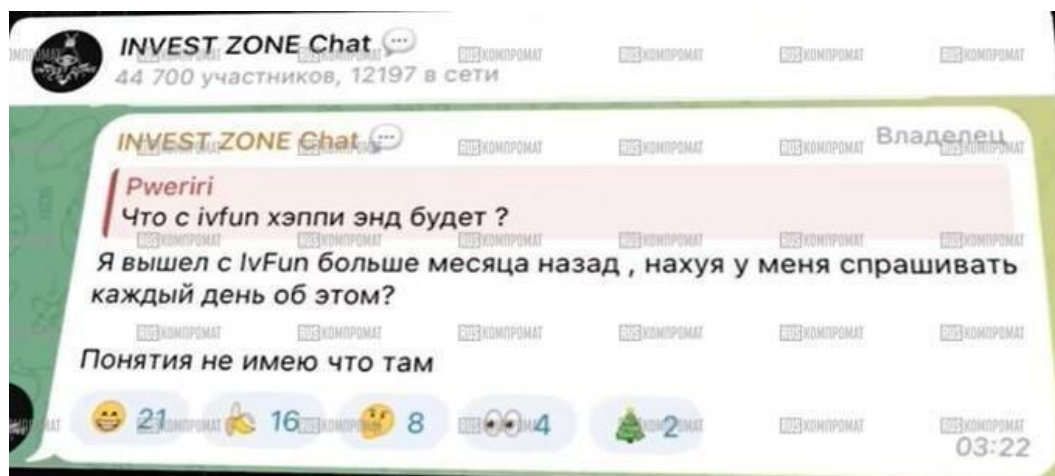 INVEST ZONE Chat
44 700 участников, 12197 в сети
INVEST ZONE Chat
Владелец
Pweriri
Что с ivfun хэппи энд будет ?
Я вышел с IvFun больше месяца назад , нахуя у меня спрашивать
каждый день об этом?
Понятия не имею что там
21 16 8 4 2
03:22